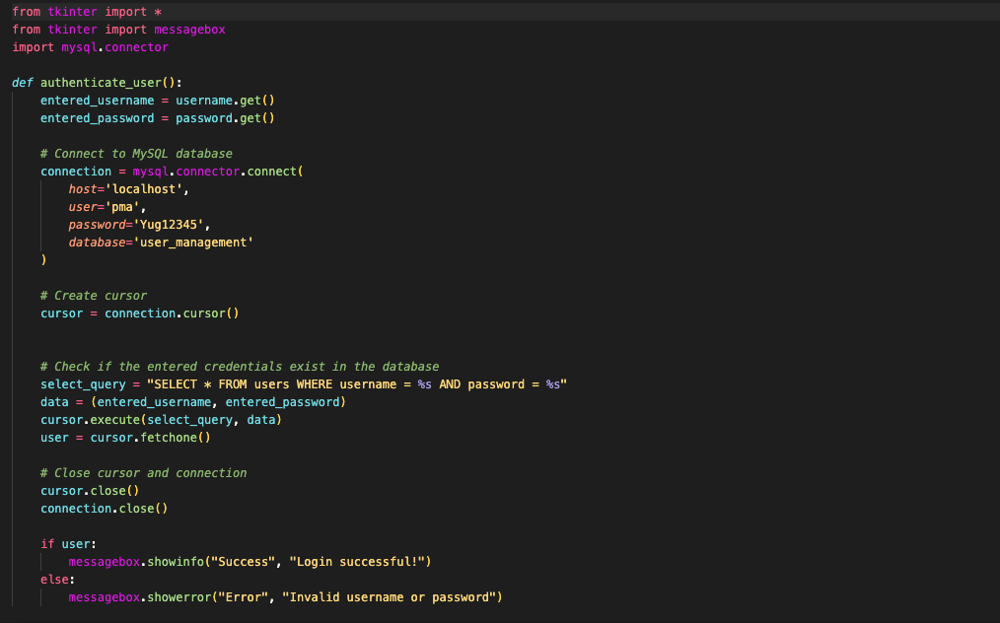 from tkinter import *
from tkinter import messagebox
import mysql.connector
def authenticate_user():
entered_username = username.get()
entered_password = password.get()
# Connect to MySQL database
connection = mysql.connector.connect(
host='localhost',
user='pma',
password='Yug12345',
database='user_management'
)
# Create cursor
cursor = connection.cursor()
# Check if the entered credentials exist in the database
select_query = "SELECT * FROM users WHERE username = %s AND password = %s"
data = (entered_username, entered_password)
cursor.execute(select_query, data)
user = cursor.fetchone()
# Close cursor and connection
cursor.close()
connection.close()
if user:
messagebox.showinfo("Success", "Login successful!")
else:
messagebox.showerror("Error", "Invalid username or password")